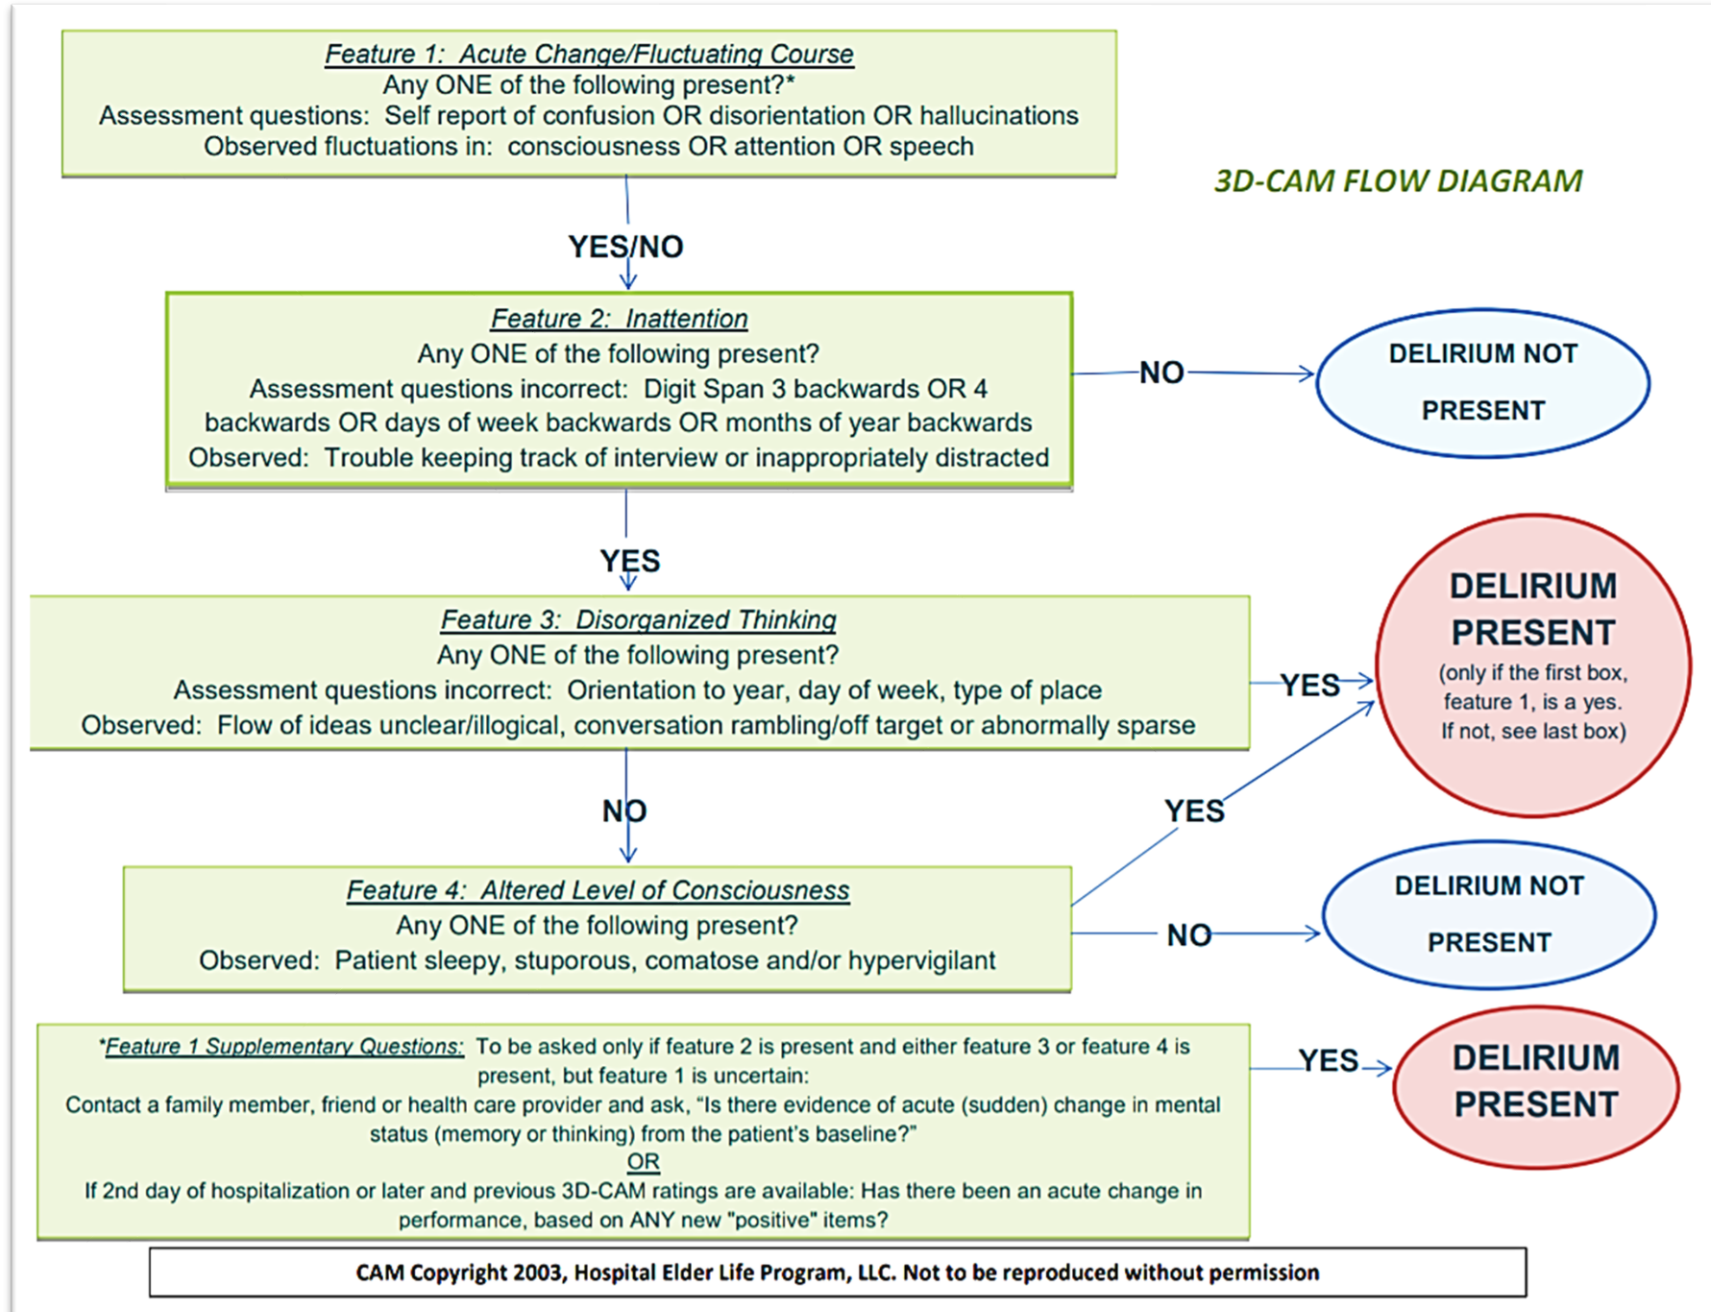 Feature 1: Acute Change/Fluctuating Course
Any ONE of the following present?*
Assessment questions: Self report of confusion OR disorientation OR hallucinations
Observed fluctuations in: consciousness OR attention OR speech
3D-CAM FLOW DIAGRAM
YES/NO
Feature 2: Inattention
Any ONE of the following present?
Assessment questions incorrect: Digit Span 3 backwards OR 4
backwards OR days of week backwards OR months of year backwards
Observed: Trouble keeping track of interview or inappropriately distracted
NO
DELIRIUM NOT
PRESENT
YES
Feature 3: Disorganized Thinking
Any ONE of the following present?
Assessment questions incorrect: Orientation to year, day of week, type of place
Observed: Flow of ideas unclear/illogical, conversation rambling/off target or abnormally sparse
YES
DELIRIUM
PRESENT
(only if the first box,
feature 1, is a yes.
If not, see last box)
NO
YES
Feature 4: Altered Level of Consciousness
Any ONE of the following present?
Observed: Patient sleepy, stuporous, comatose and/or hypervigilant
NO
DELIRIUM NOT
PRESENT
*Feature 1 Supplementary Questions: To be asked only if feature 2 is present and either feature 3 or feature 4 is
present, but feature 1 is uncertain:
Contact a family member, friend or health care provider and ask, “Is there evidence of acute (sudden) change in mental
status (memory or thinking) from the patient’s baseline?”
OR
If 2nd day of hospitalization or later and previous 3D-CAM ratings are available: Has there been an acute change in
performance, based on ANY new "positive" items?
YES
DELIRIUM
PRESENT
CAM Copyright 2003, Hospital Elder Life Program, LLC. Not to be reproduced without permission